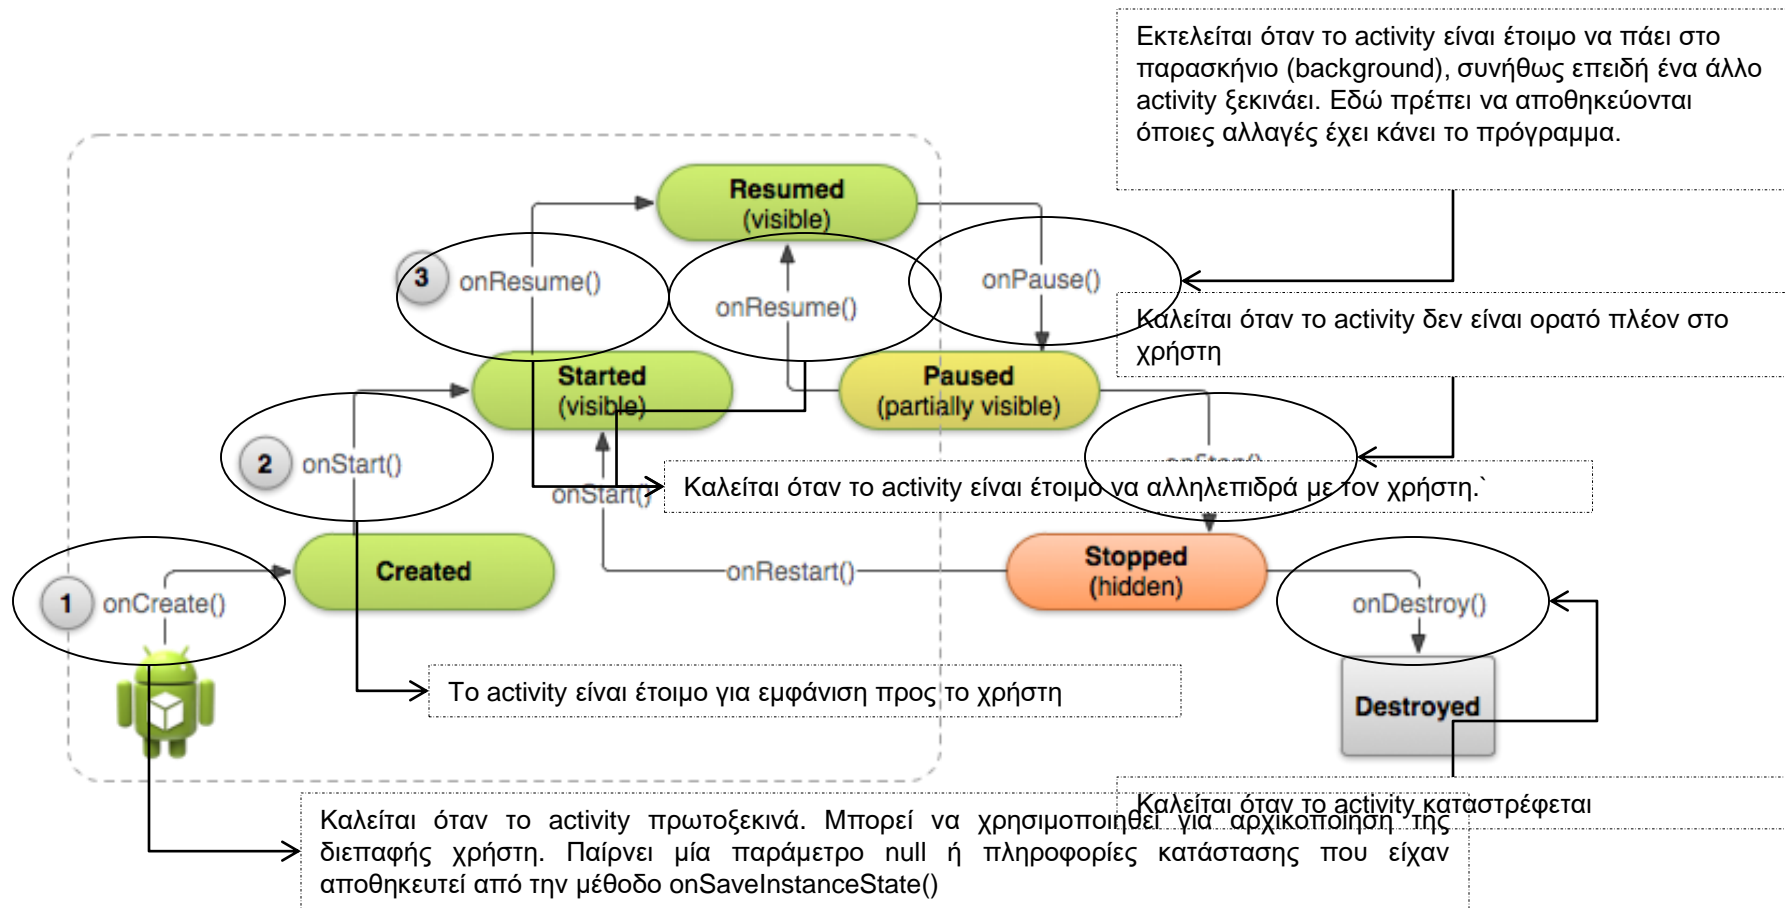 Εκτελείται όταν το activity είναι έτοιμο να πάει στο
παρασκήνιο (background), συνήθως επειδή ένα άλλο
activity ξεκινάει. Εδώ πρέπει να αποθηκεύονται
όποιες αλλαγές έχει κάνει το πρόγραμμα.
Resumed
(visible)
3
onResume()
onResume()
onPause()
Καλείται όταν το activity δεν είναι ορατό πλέον στο
χρήστη
Started
(visible)
Paused
(partially visible)
2
onStart()
onStart()
Καλείται όταν το activity είναι έτοιμο να αλληλεπιδρά με τον χρήστη.`
Created
onRestart()
Stopped
(hidden)
1
onCreate()
onDestroy()
Το activity είναι έτοιμο για εμφάνιση προς το χρήστη
Destroyed
Καλείται όταν το activity καταστρέφεται
Καλείται όταν το activity πρωτοξεκινά. Μπορεί να χρησιμοποιηθεί για αρχικοποίηση της
διεπαφής χρήστη. Παίρνει μία παράμετρο null ή πληροφορίες κατάστασης που είχαν
αποθηκευτεί από την μέθοδο onSaveInstanceState()